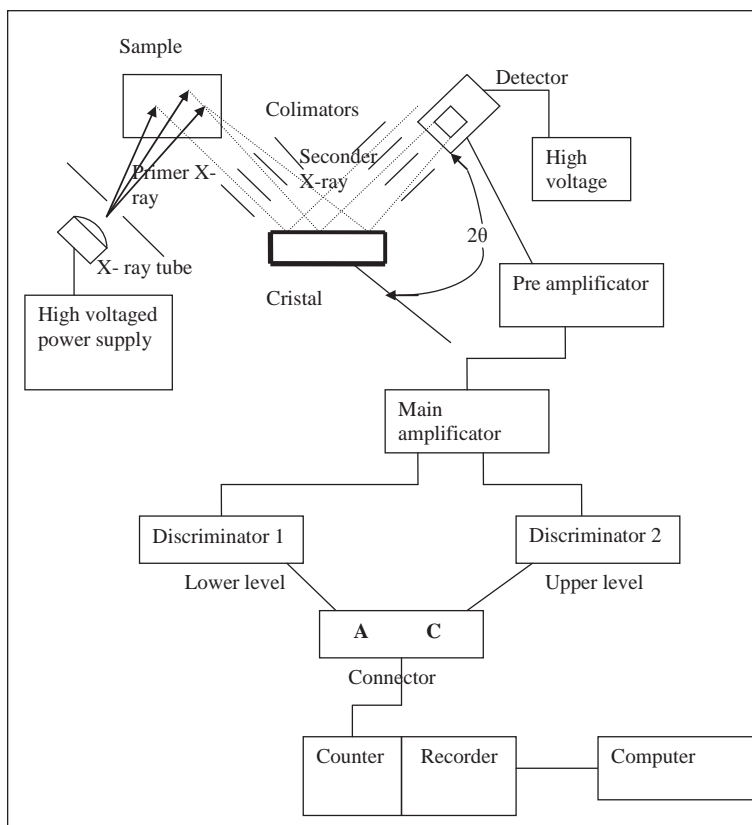 Sample
Detector
Colimators
High
voltage
Seconder
X-ray
Primer X-
ray
2θ
X- ray tube
Cristal
Pre amplificator
High voltaged
power supply
Main
amplificator
Discriminator 1
Discriminator 2
Lower level
Upper level
A C
Connector
Counter
Recorder
Computer